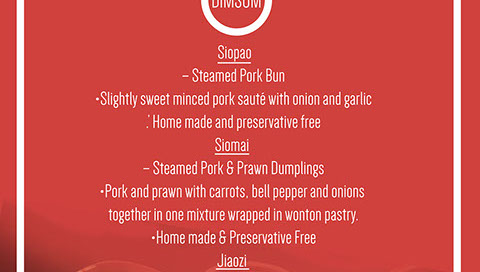 DIMSUM
Siopao
– Steamed Pork Bun
•Slightly sweet minced pork sauté with onion and garlic
.' Home made and preservative free
Siomai
– Steamed Pork & Prawn Dumplings
•Pork and prawn with carrots, bell pepper and onions
together in one mixture wrapped in wonton pastry.
•Home made & Preservative Free
Jiaozi